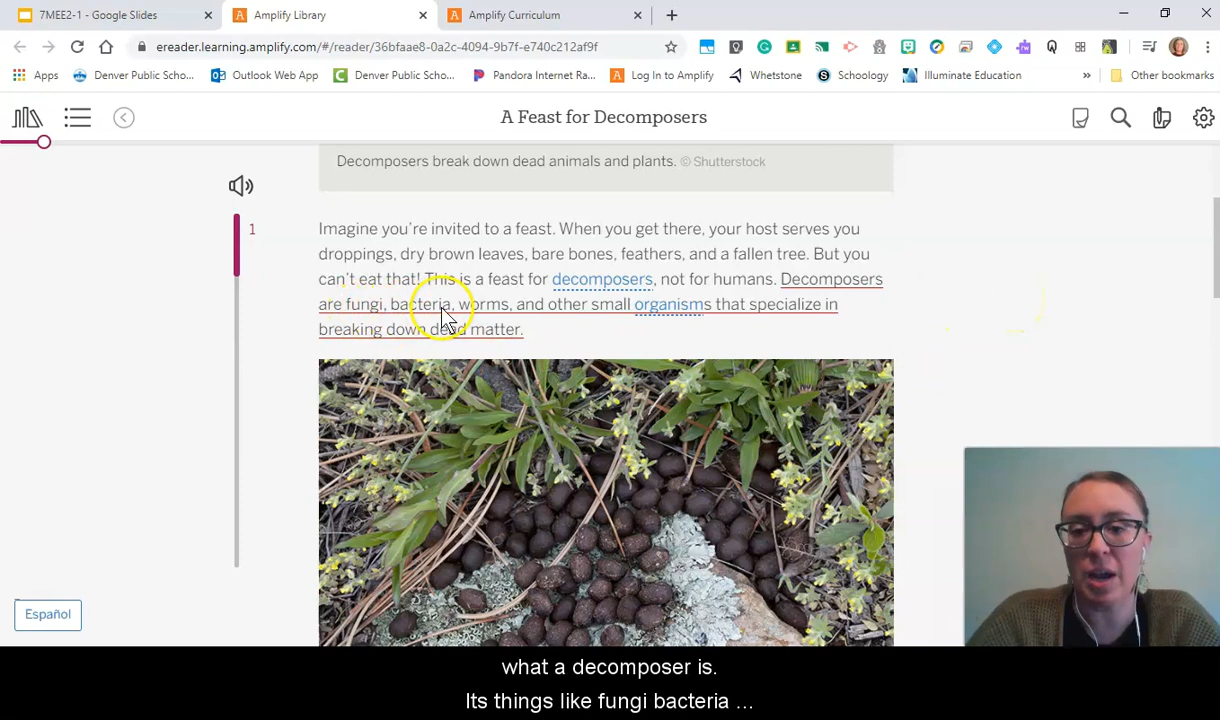 7MEE2-1 - Google Slides
Amplify Library
Amplify Curriculum
ereader.learning.amplify.com/#/reader/36bfaae8-0a2c-4094-9b7f-e740c212af9f
Apps
Denver Public Scho...
Outlook Web App
Denver Public Scho...
Pandora Internet Ra...
Log In to Amplify
Whetstone
Schoology
Illuminate Education
»
Other bookmarks
A Feast for Decomposers
Decomposers break down dead animals and plants. © Shutterstock
1
Imagine you're invited to a feast. When you get there, your host serves you
droppings, dry brown leaves, bare bones, feathers, and a fallen tree. But you
can't eat that! This is a feast for decomposers, not for humans. Decomposers
are fungi, bacteria, worms, and other small organisms that specialize in
breaking down dead matter.
Español
what a decomposer is.
Its things like fungi bacteria ...